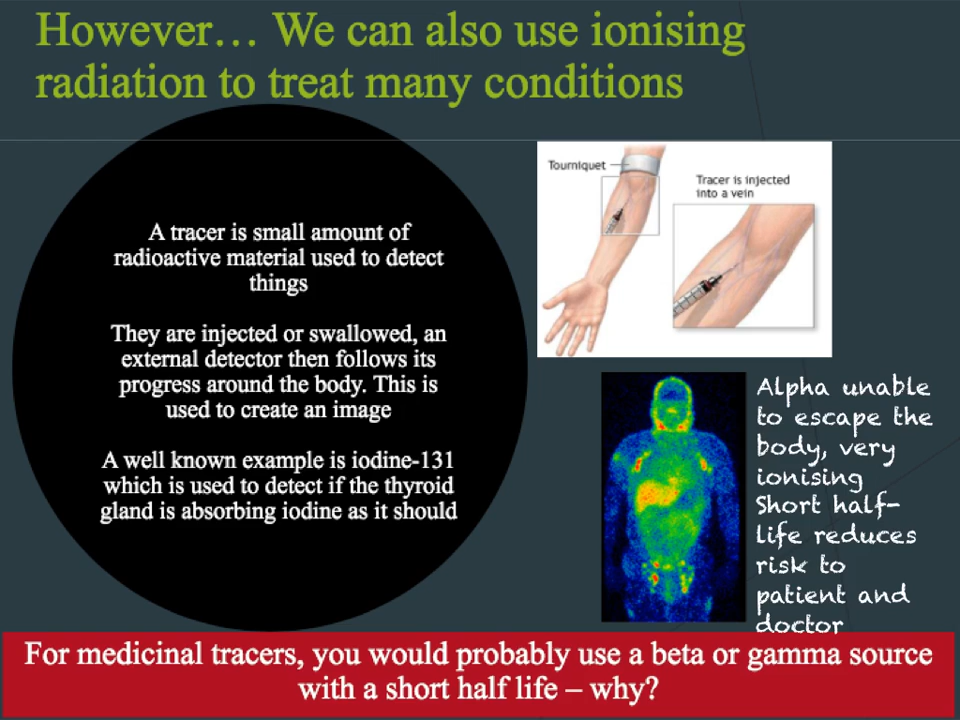 However… We can also use ionising
radiation to treat many conditions
A tracer is small amount of
radioactive material used to detect
things
They are injected or swallowed, an
external detector then follows its
progress around the body. This is
used to create an image
A well known example is iodine-131
which is used to detect if the thyroid
gland is absorbing iodine as it should
Tourniquet
Tracer is injected
into a vein
Alpha unable
to escape the
body, very
ionising
Short half-
life reduces
risk to
patient and
doctor
For medicinal tracers, you would probably use a beta or gamma source
with a short half life – why?